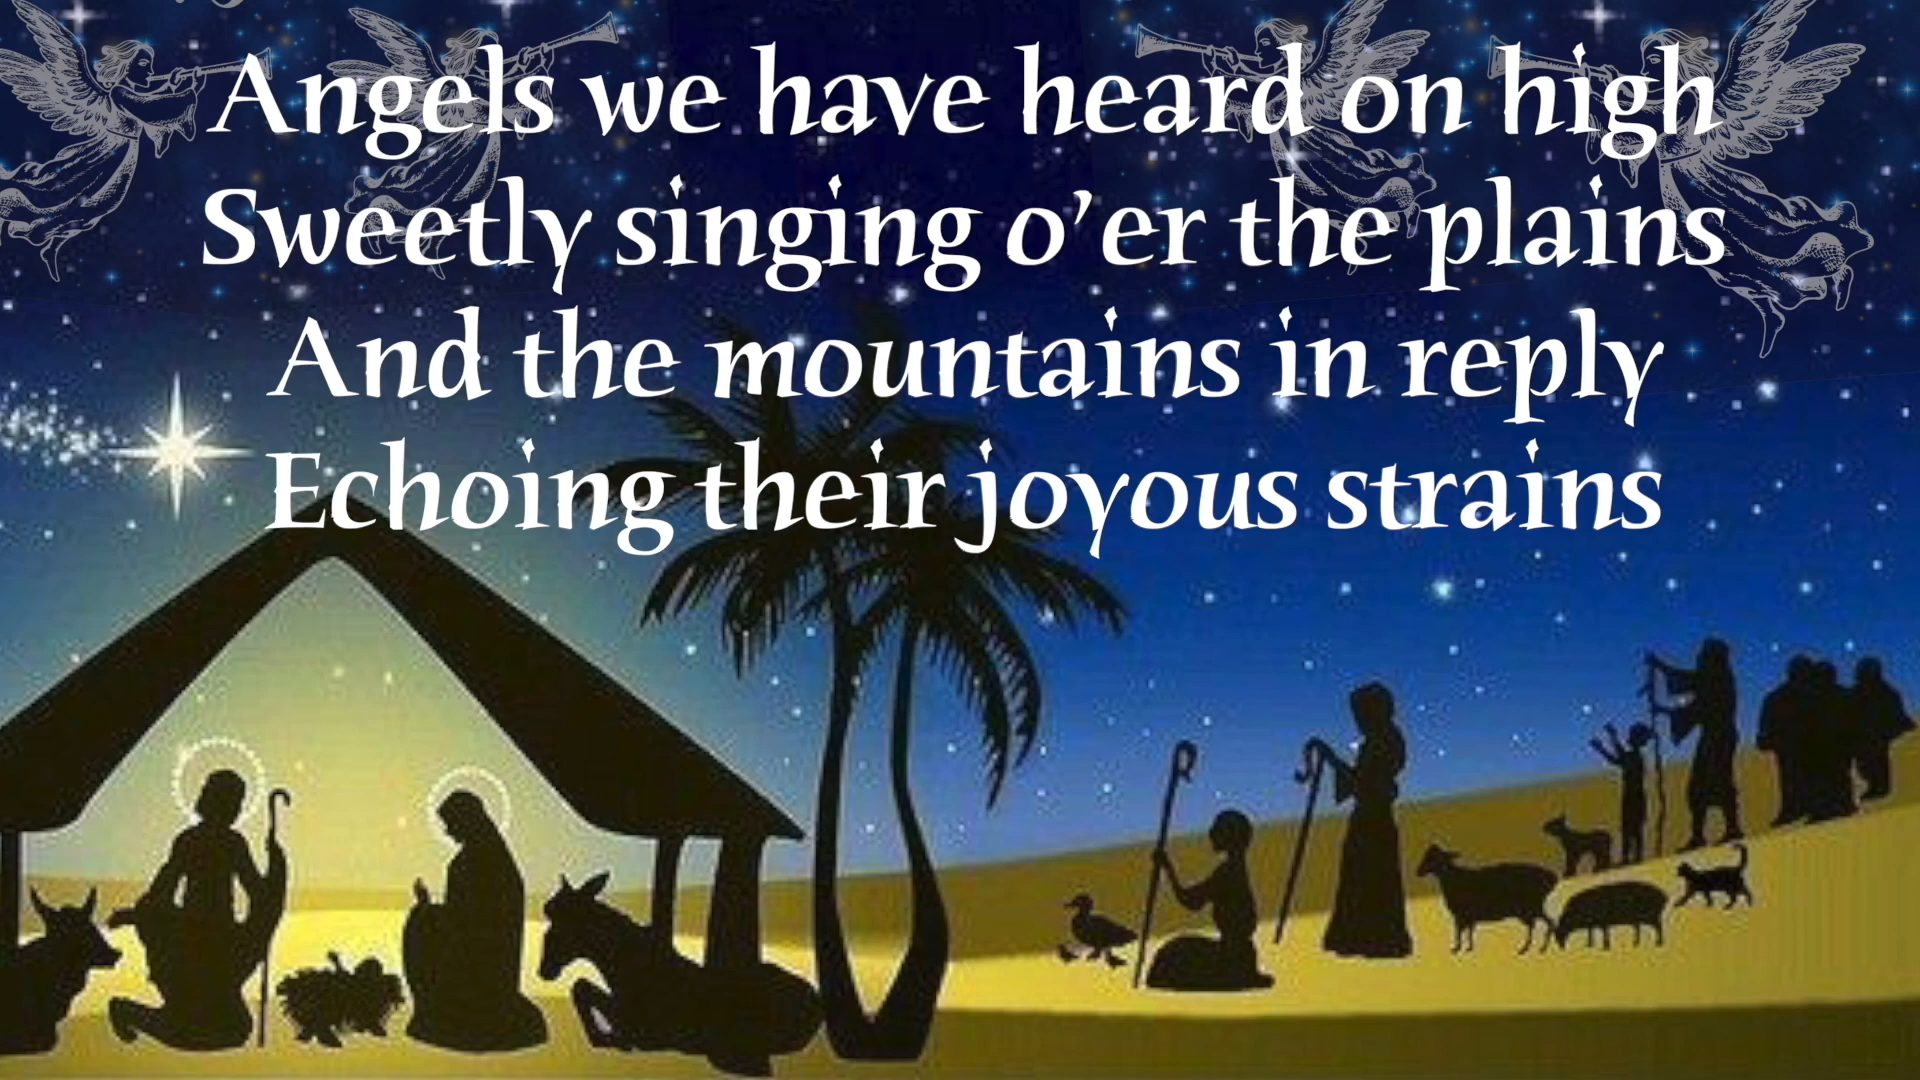 Angels we have heard on high
Sweetly singing o’er the plains
And the mountains in reply
Echoing their joyous strains